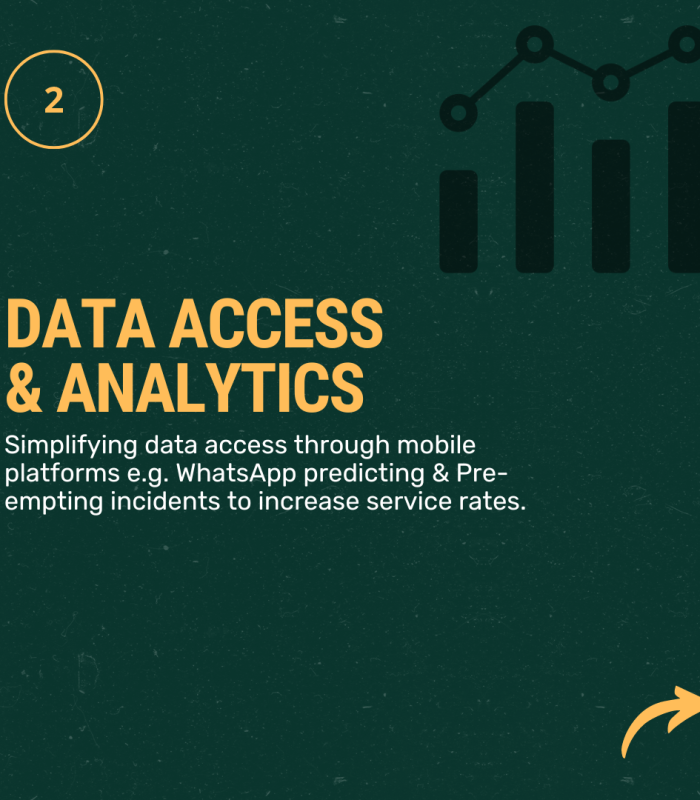 2
DATA ACCESS
& ANALYTICS
Simplifying data access through mobile
platforms e.g. WhatsApp predicting & Pre-
empting incidents to increase service rates.